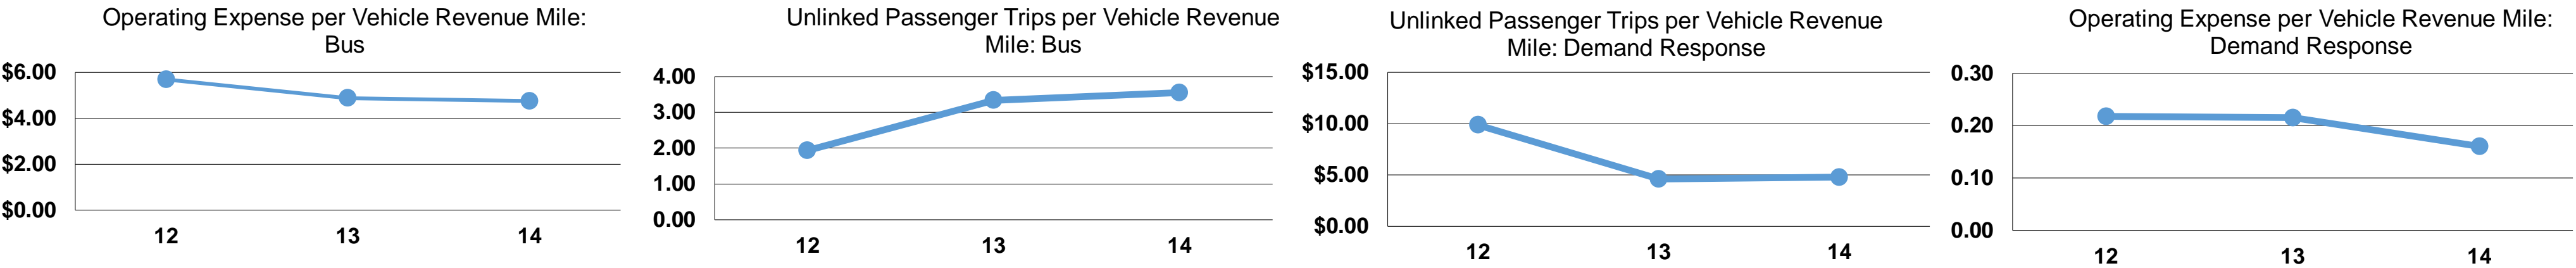 Operating Expense per Vehicle Revenue Mile:
Bus
$6.00
$4.00
$2.00
$0.00
12 13 14
Unlinked Passenger Trips per Vehicle Revenue
Mile: Bus
4.00
3.00
2.00
1.00
0.00
12 13 14
Unlinked Passenger Trips per Vehicle Revenue
Mile: Demand Response
$15.00
$10.00
$5.00
$0.00
12 13 14
Operating Expense per Vehicle Revenue Mile:
Demand Response
0.30
0.20
0.10
0.00
12 13 14